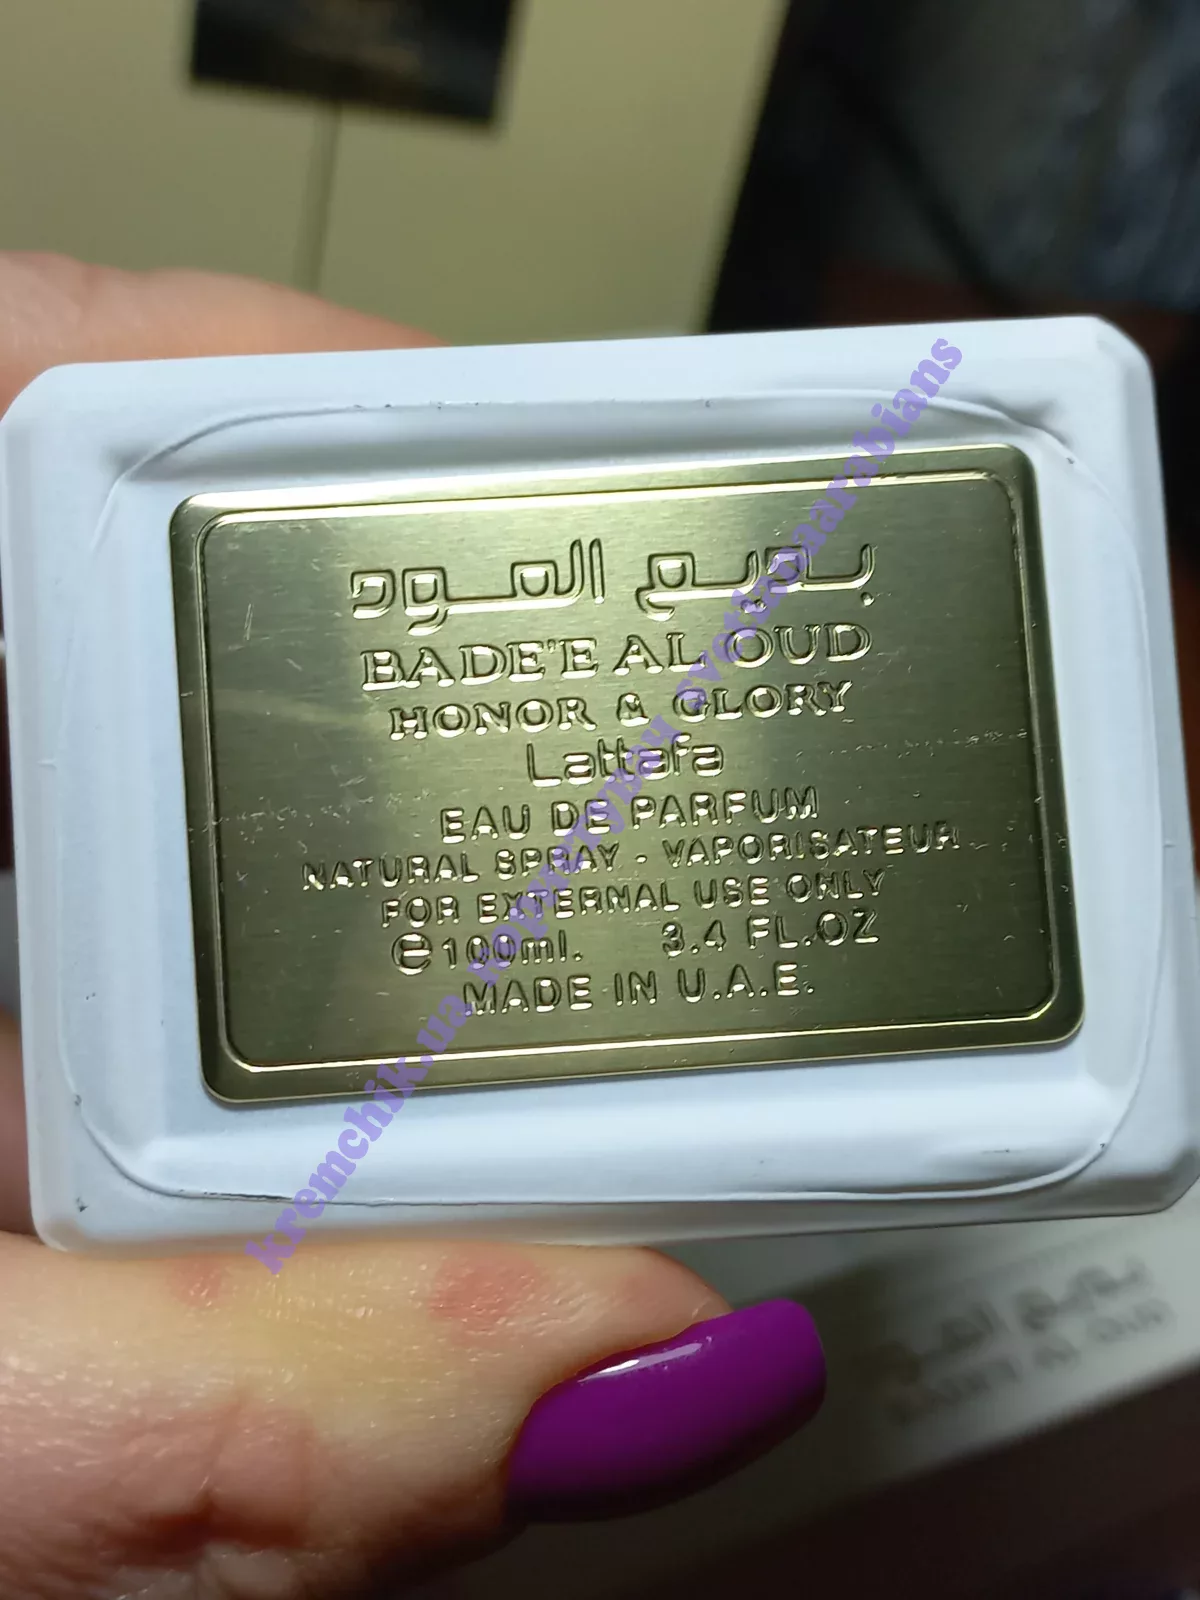 بديع العود
BADE'E AL OUD
HONOR & GLORY
Lattafa
EAU DE PARFUM
NATURAL SPRAY - VAPORISATEUR
FOR EXTERNAL USE ONLY
e 100ml. 3.4 FL.OZ
MADE IN U.A.E.